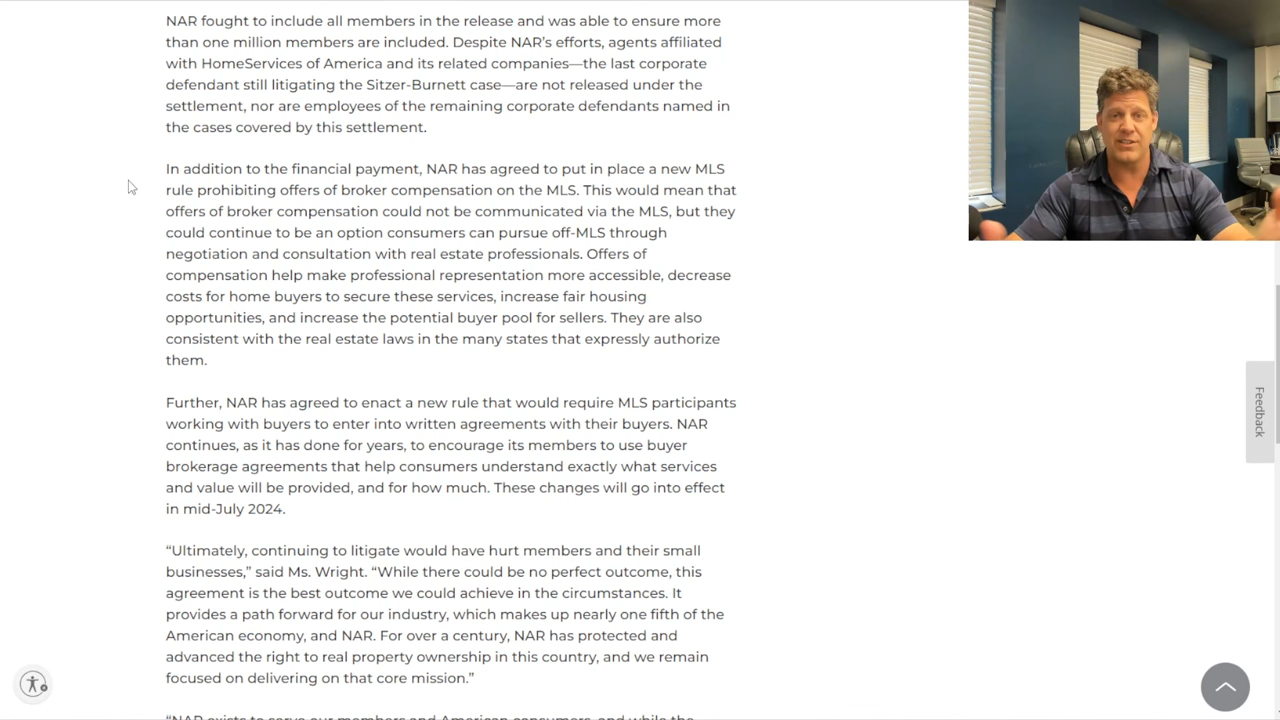 NAR fought to include all members in the release and was able to ensure more
than one million members are included. Despite NAR’s efforts, agents affiliated
with HomeServices of America and its related companies—the last corporate
defendant still litigating the Sitzer-Burnett case—are not released under the
settlement, nor are employees of the remaining corporate defendants named in
the cases covered by this settlement.
In addition to the financial payment, NAR has agreed to put in place a new MLS
rule prohibiting offers of broker compensation on the MLS. This would mean that
offers of broker compensation could not be communicated via the MLS, but they
could continue to be an option consumers can pursue off-MLS through
negotiation and consultation with real estate professionals. Offers of
compensation help make professional representation more accessible, decrease
costs for home buyers to secure these services, increase fair housing
opportunities, and increase the potential buyer pool for sellers. They are also
consistent with the real estate laws in the many states that expressly authorize
them.
Further, NAR has agreed to enact a new rule that would require MLS participants
working with buyers to enter into written agreements with their buyers. NAR
continues, as it has done for years, to encourage its members to use buyer
brokerage agreements that help consumers understand exactly what services
and value will be provided, and for how much. These changes will go into effect
in mid-July 2024.
“Ultimately, continuing to litigate would have hurt members and their small
businesses,” said Ms. Wright. “While there could be no perfect outcome, this
agreement is the best outcome we could achieve in the circumstances. It
provides a path forward for our industry, which makes up nearly one fifth of the
American economy, and NAR. For over a century, NAR has protected and
advanced the right to real property ownership in this country, and we remain
focused on delivering on that core mission.”
“NAR exists to serve our members and American consumers, and while the
Feedback